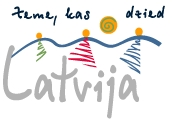 zeme, kas dzied
Latvija